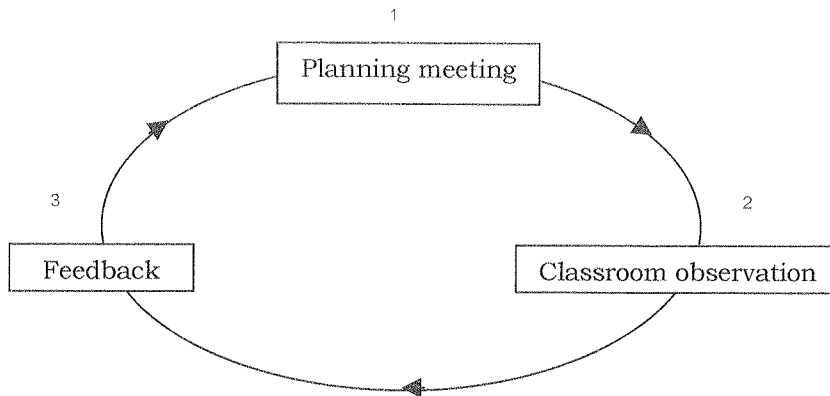 1
Planning meeting
3
2
Feedback
Classroom observation